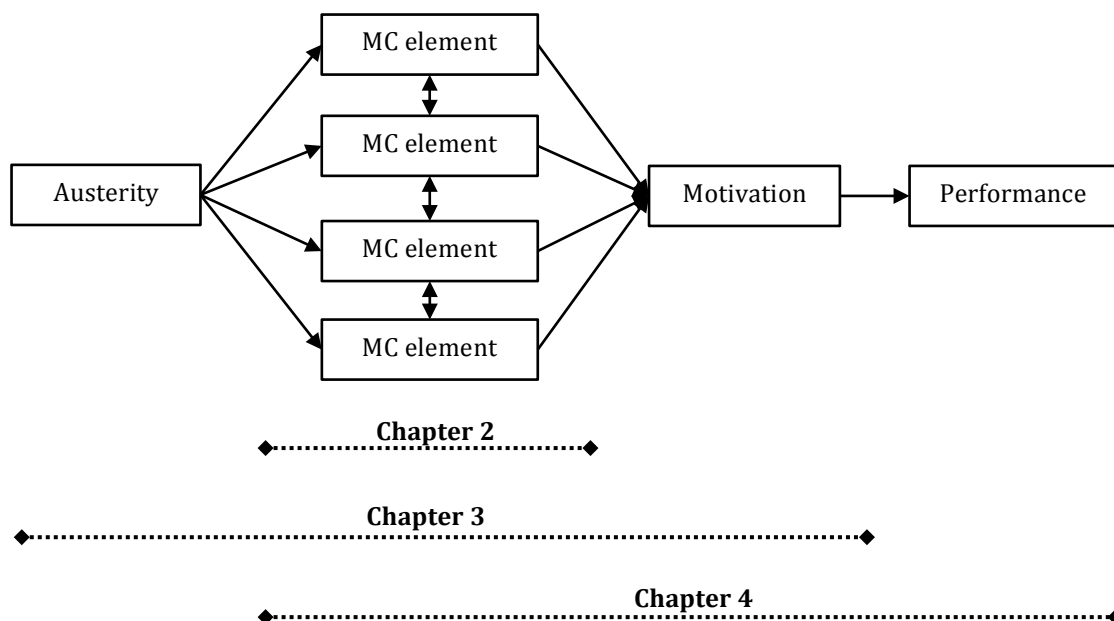 MC element
MC element
Austerity
Motivation
Performance
MC element
MC element
Chapter 2
Chapter 3
Chapter 4